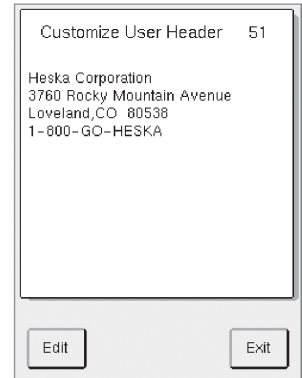 Customize User Header 51
Heska Corporation
3760 Rocky Mountain Avenue
Loveland,CO 80538
1-800-GO-HESKA
Edit Exit